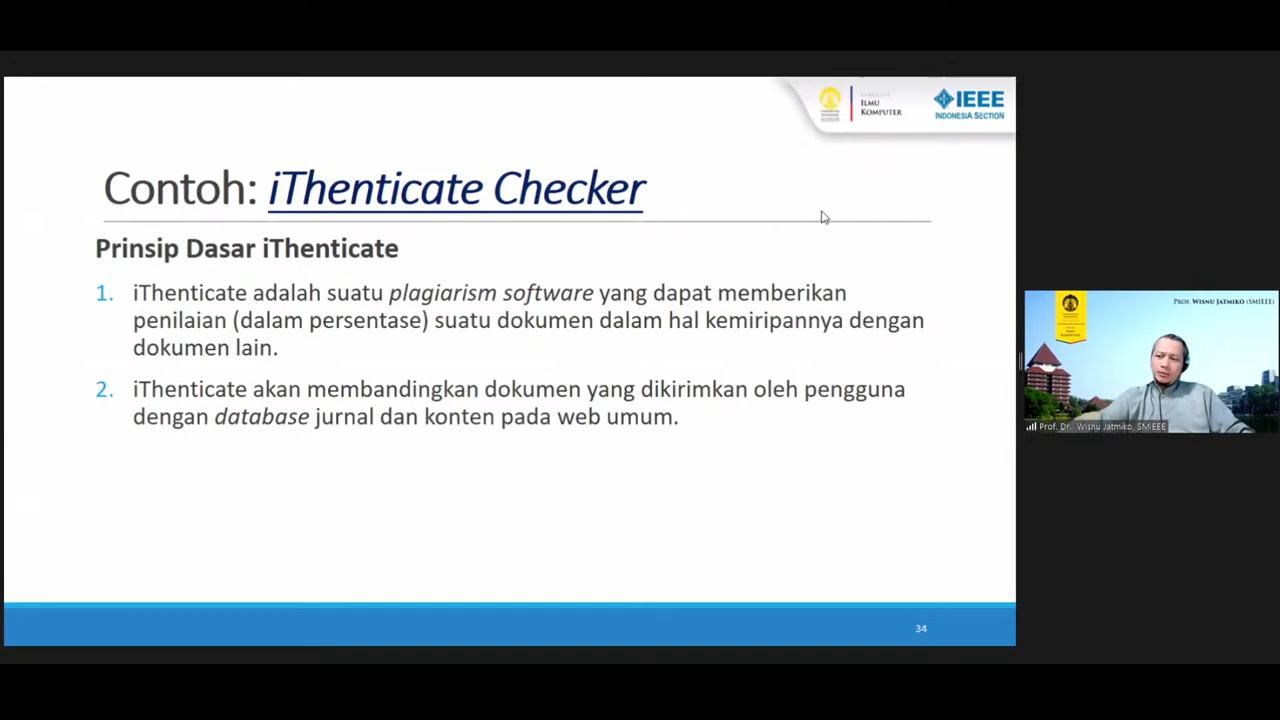 ILMU
KOMPUTER
IEEE
INDONESIA SECTION
Contoh: iThenticate Checker
Prinsip Dasar iThenticate
1. iThenticate adalah suatu plagiarism software yang dapat memberikan
penilaian (dalam persentase) suatu dokumen dalam hal kemiripannya dengan
dokumen lain.
2. iThenticate akan membandingkan dokumen yang dikirimkan oleh pengguna
dengan database jurnal dan konten pada web umum.
34
PROF. WISNU JATMIKO (SMIEEE)
Prof. Dr. Wisnu Jatmiko, SMIEEE